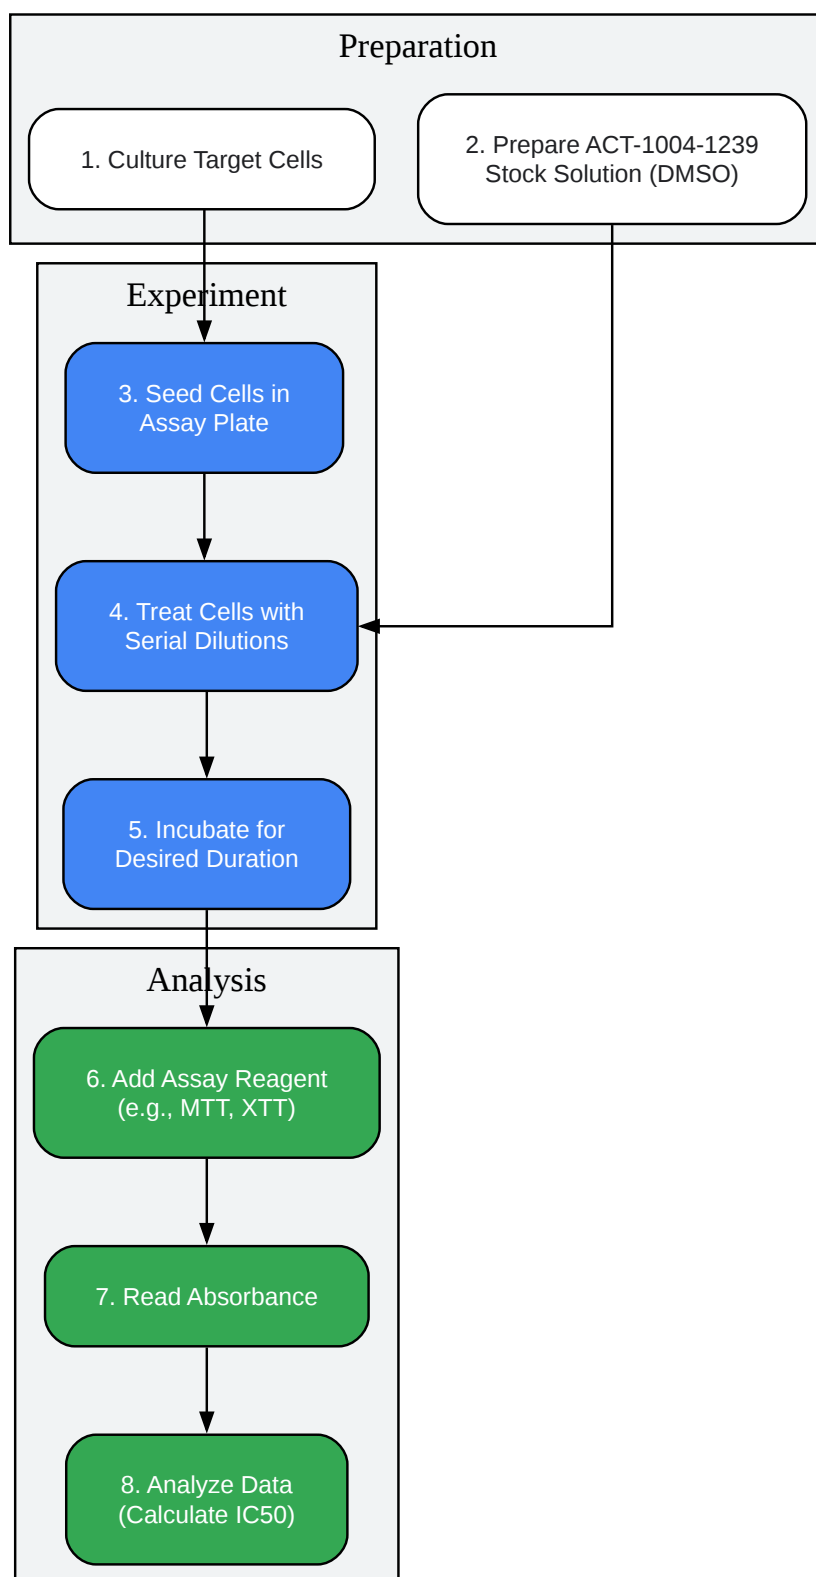 Preparation
1. Culture Target Cells
2. Prepare ACT-1004-1239
Stock Solution (DMSO)
Experiment
3. Seed Cells in
Assay Plate
4. Treat Cells with
Serial Dilutions
5. Incubate for
Desired Duration
Analysis
6. Add Assay Reagent
(e.g., MTT, XTT)
7. Read Absorbance
8. Analyze Data
(Calculate IC50)